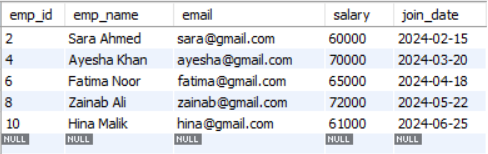 emp_id emp_name email salary join_date
2 Sara Ahmed sara@gmail.com 60000 2024-02-15
4 Ayesha Khan ayesha@gmail.com 70000 2024-03-20
6 Fatima Noor fatima@gmail.com 65000 2024-04-18
8 Zainab Ali zainab@gmail.com 72000 2024-05-22
10 Hina Malik hina@gmail.com 61000 2024-06-25
NULL NULL NULL NULL NULL